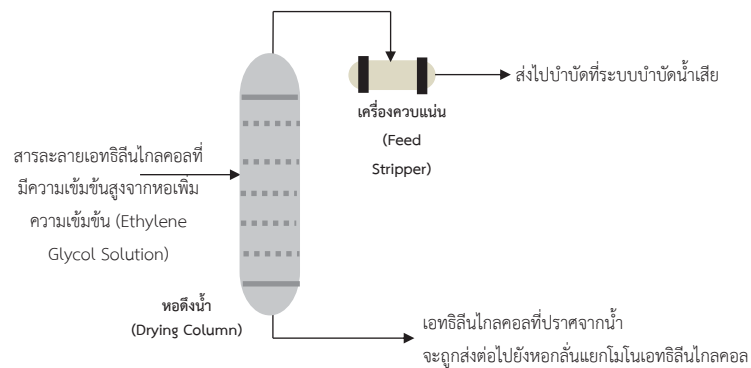 ส่งไปบำบัดที่ระบบบำบัดน้ำเสีย
เครื่องควบแน่น
(Feed
Stripper)
สารละลายเอทธิลีนไกลคอลที่
มีความเข้มข้นสูงจากหอเพิ่ม
ความเข้มข้น (Ethylene
Glycol Solution)
หอดึงน้ำ
(Drying Column)
เอทธิลีนไกลคอลที่ปราศจากน้ำ
จะถูกส่งต่อไปยังหอกลั่นแยกโมโนเอทธิลีนไกลคอล